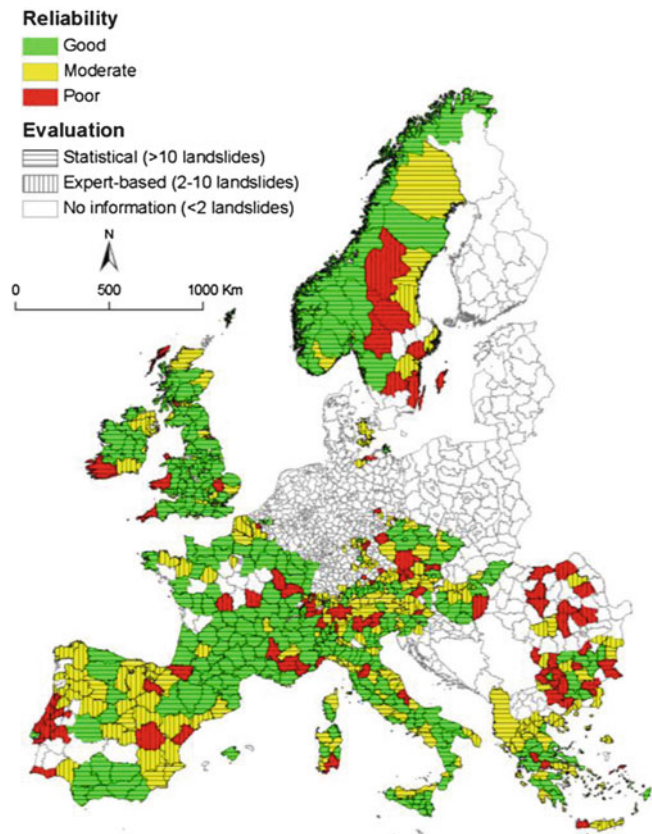 Reliability
Good
Moderate
Poor
Evaluation
Statistical (>10 landslides)
Expert-based (2-10 landslides)
No information (<2 landslides)
N
0 500 1000 Km